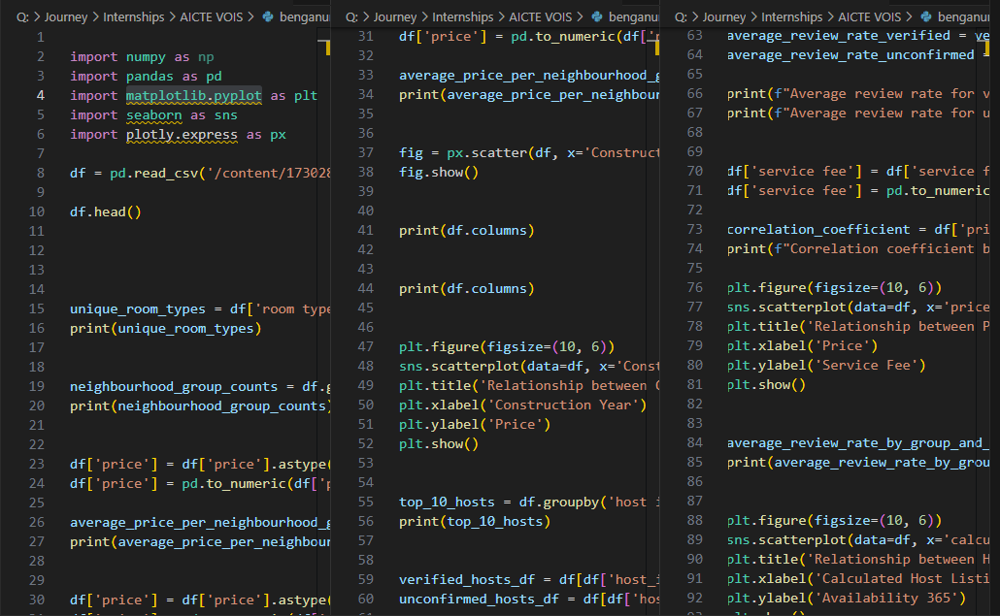 Q: > Journey > Internships > AICTE VOIS >
1
2 import numpy as np
3 import pandas as pd
4 import matplotlib.pyplot as plt
5 import seaborn as sns
6 import plotly.express as px
7
8 df = pd.read_csv('/content/173028
9
10 df.head()
11
12
13
14
15 unique_room_types = df['room type
16 print(unique_room_types)
17
18
19 neighbourhood_group_counts = df.g
20 print(neighbourhood_group_counts)
21
22
23 df['price'] = df['price'].astype(
24 df['price'] = pd.to_numeric(df['p
25
26 average_price_per_neighbourhood_g
27 print(average_price_per_neighbour
28
29
30 df['price'] = df['price'].astype(
Q: > Journey > Internships > AICTE VOIS >
31 df['price'] = pd.to_numeric(df['p
32
33 average_price_per_neighbourhood_g
34 print(average_price_per_neighbour
35
36
37 fig = px.scatter(df, x='Construct
38 fig.show()
39
40
41 print(df.columns)
42
43
44 print(df.columns)
45
46
47 plt.figure(figsize=(10, 6))
48 sns.scatterplot(data=df, x='Const
49 plt.title('Relationship between C
50 plt.xlabel('Construction Year')
51 plt.ylabel('Price')
52 plt.show()
53
54
55 top_10_hosts = df.groupby('host i
56 print(top_10_hosts)
57
58
59 verified_hosts_df = df[df['host_i
60 unconfirmed_hosts_df = df[df['hos
Q: > Journey > Internships > AICTE VOIS >
63 average_review_rate_verified = ve
64 average_review_rate_unconfirmed =
65
66 print(f"Average review rate for v
67 print(f"Average review rate for u
68
69
70 df['service fee'] = df['service f
71 df['service fee'] = pd.to_numeric
72
73 correlation_coefficient = df['pri
74 print(f"Correlation coefficient b
75
76 plt.figure(figsize=(10, 6))
77 sns.scatterplot(data=df, x='price
78 plt.title('Relationship between P
79 plt.xlabel('Price')
80 plt.ylabel('Service Fee')
81 plt.show()
82
83
84 average_review_rate_by_group_and_
85 print(average_review_rate_by_grou
86
87
88 plt.figure(figsize=(10, 6))
89 sns.scatterplot(data=df, x='calcu
90 plt.title('Relationship between H
91 plt.xlabel('Calculated Host Listi
92 plt.ylabel('Availability 365')